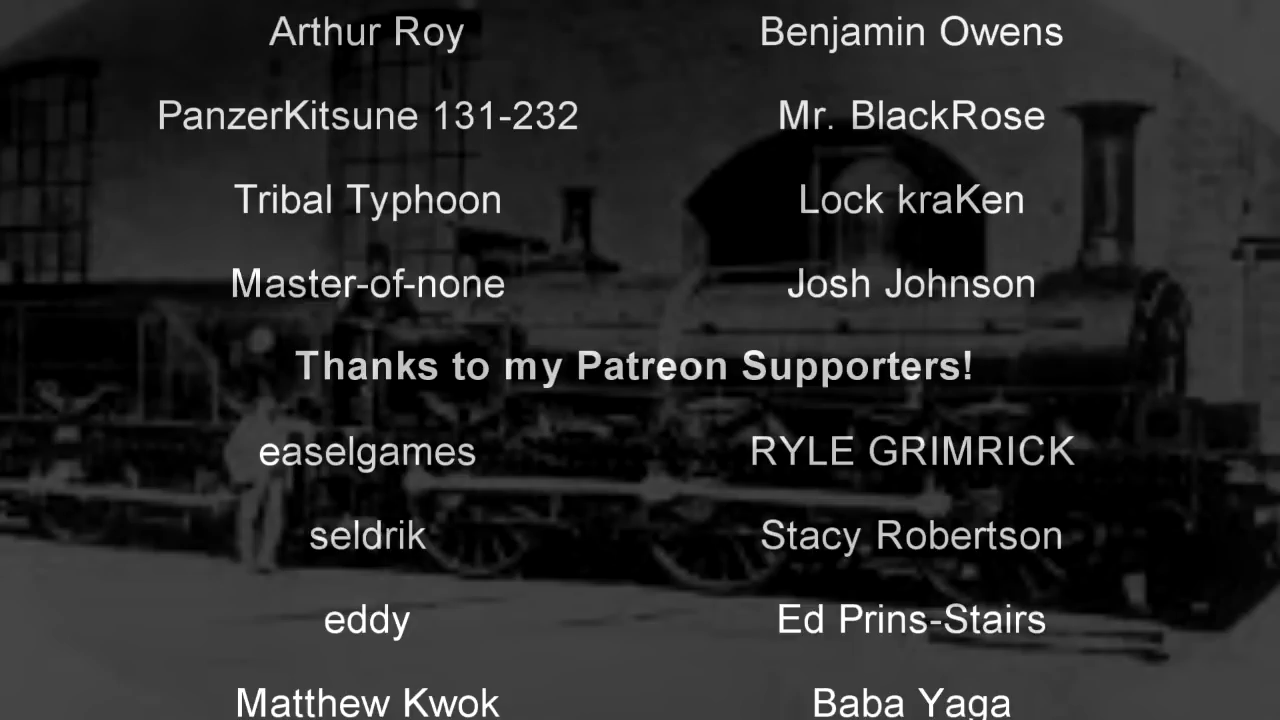 Arthur Roy Benjamin Owens
PanzerKitsune 131-232 Mr. BlackRose
Tribal Typhoon Lock kraKen
Master-of-none Josh Johnson
Thanks to my Patreon Supporters!
easelgames RYLE GRIMRICK
seldrik Stacy Robertson
eddy Ed Prins-Stairs
Matthew Kwok Baba Yaga